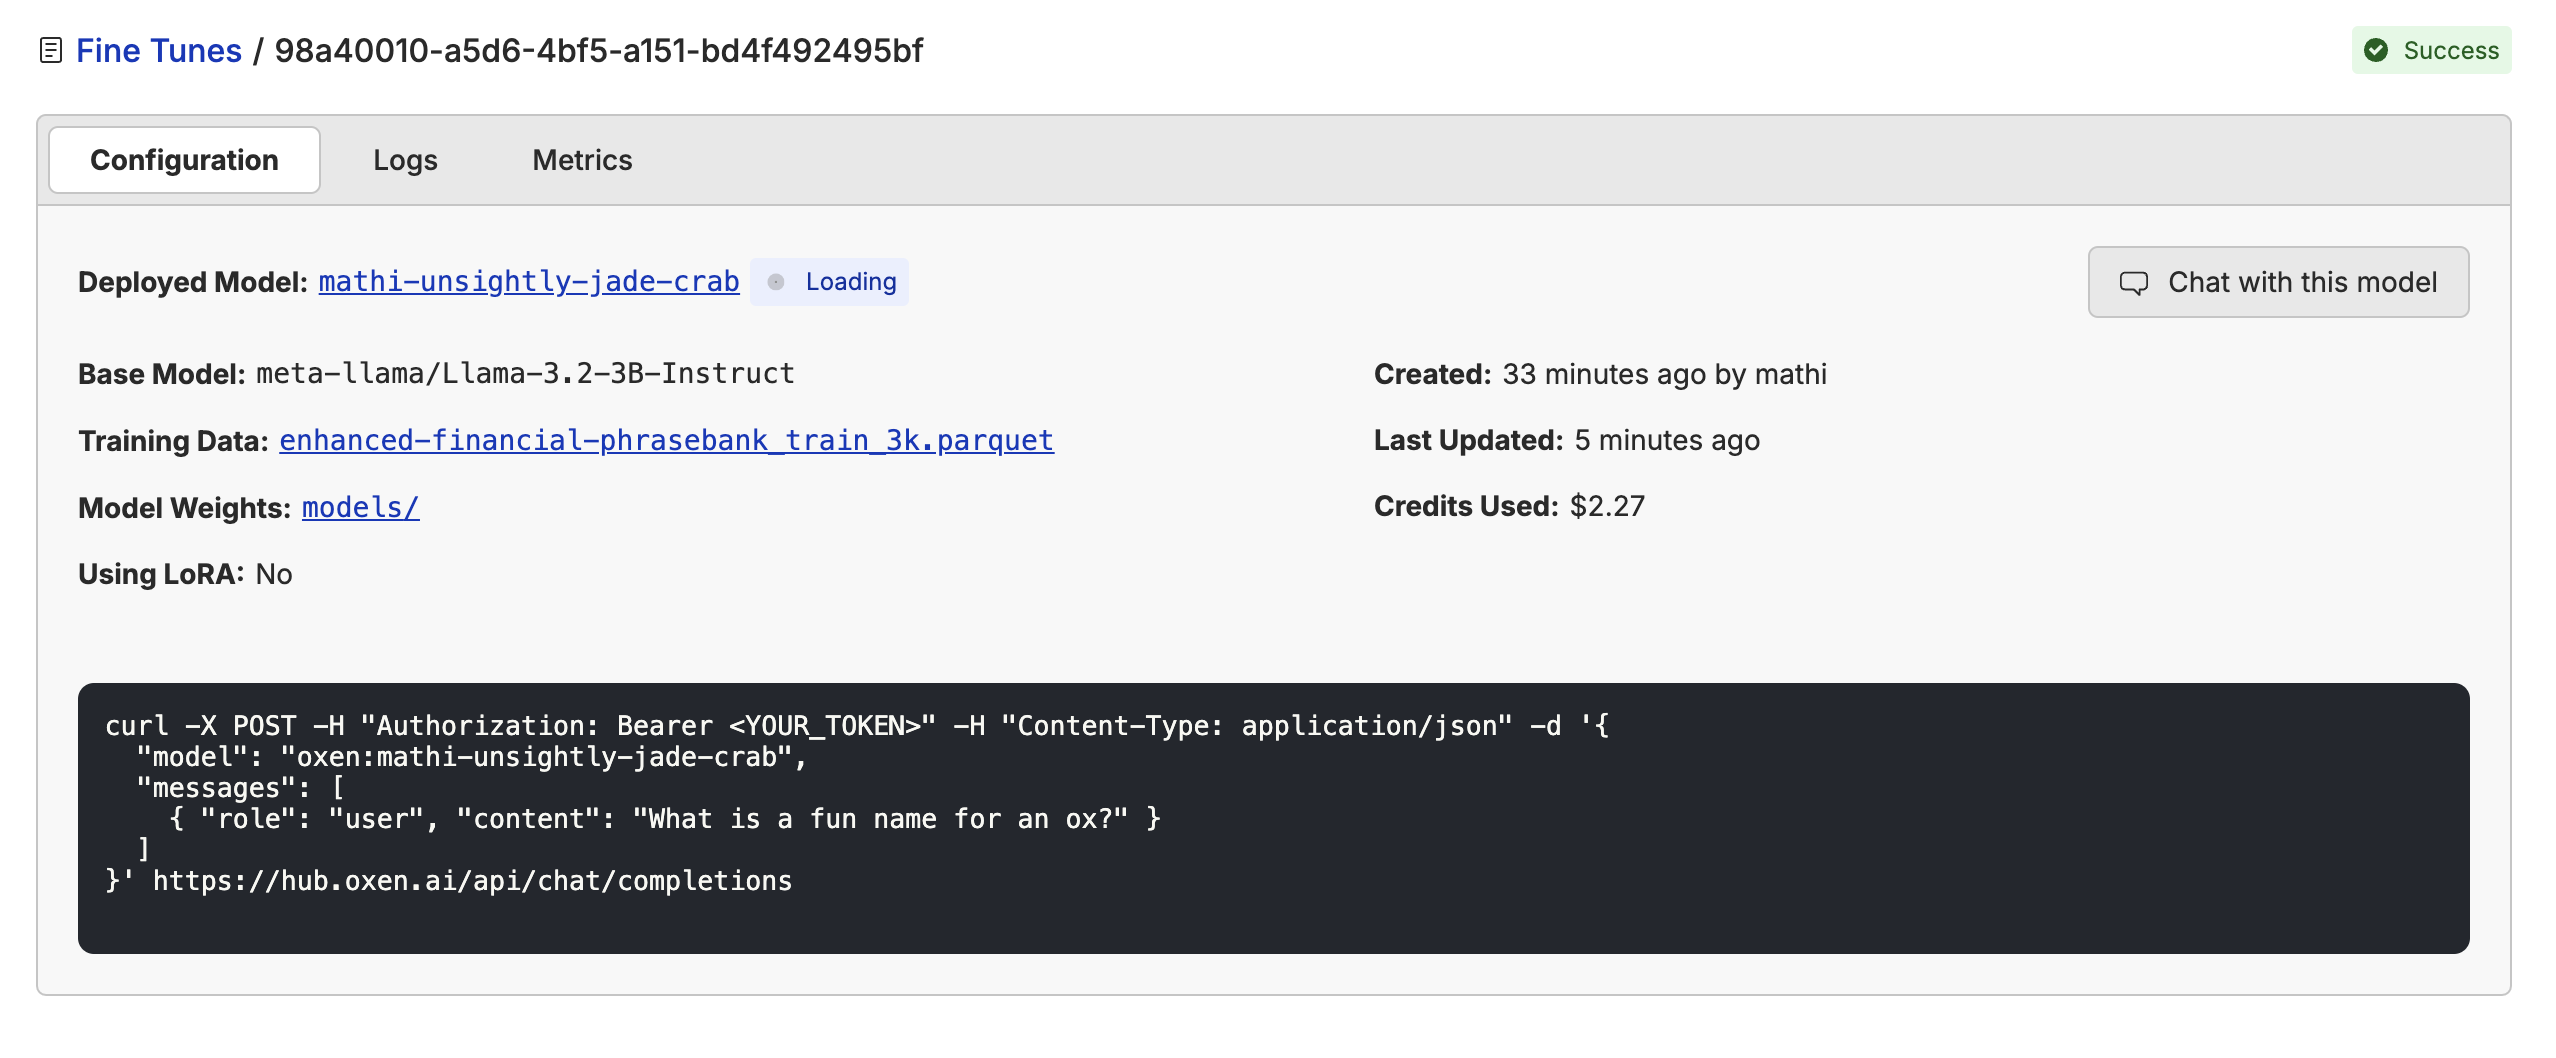 Fine Tunes / 98a40010-a5d6-4bf5-a151-bd4f492495bf
Success
Configuration
Logs
Metrics
Deployed Model: mathi-unsightly-jade-crab
Loading
Chat with this model
Base Model: meta-llama/Llama-3.2-3B-Instruct
Training Data: enhanced-financial-phrasebank_train_3k.parquet
Model Weights: models/
Using LoRA: No
Created: 33 minutes ago by mathi
Last Updated: 5 minutes ago
Credits Used: $2.27
curl -X POST -H "Authorization: Bearer <YOUR_TOKEN>" -H "Content-Type: application/json" -d '{
  "model": "oxen:mathi-unsightly-jade-crab",
  "messages": [
    { "role": "user", "content": "What is a fun name for an ox?" }
  ]
}' https://hub.oxen.ai/api/chat/completions